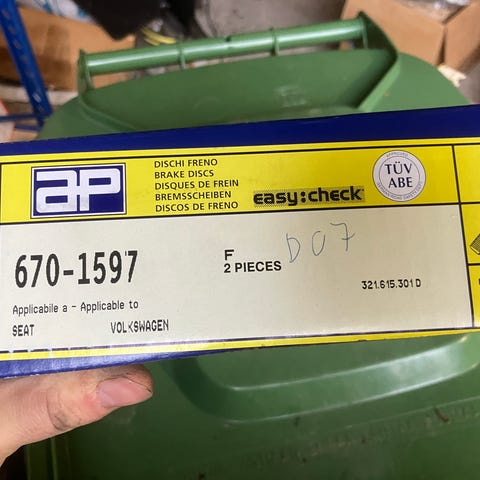 ap
DISCHI FRENO
BRAKE DISCS
DISQUES DE FREIN
BREMSSCHEIBEN
DISCOS DE FRENO
easy:check
TÜV
ABE
670-1597
F
2 PIECES
D07
321.615.301D
Applicabile a - Applicable to
SEAT VOLKSWAGEN